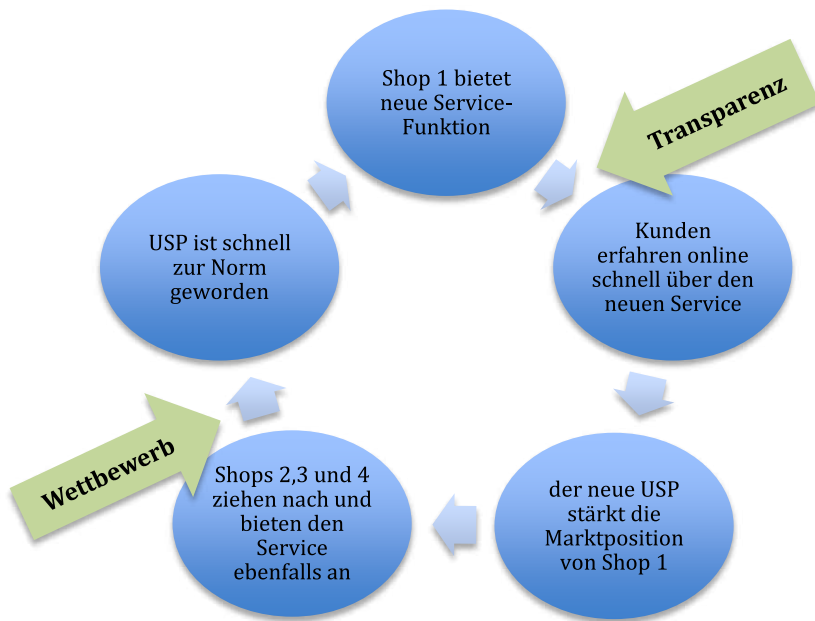 Shop 1 bietet
neue Service-
Funktion
Transparenz
Kunden
erfahren online
schnell über den
neuen Service
der neue USP
stärkt die
Marktposition
von Shop 1
Shops 2,3 und 4
ziehen nach und
bieten den
Service
ebenfalls an
Wettbewerb
USP ist schnell
zur Norm
geworden